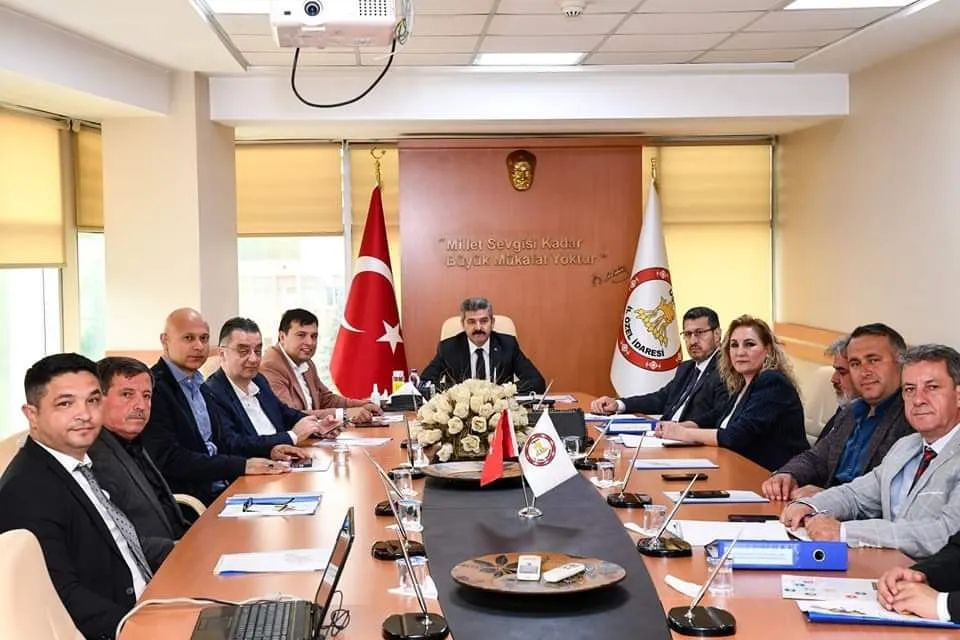 "Millet Sevgisi Kadar
Büyük Mükafat Yoktur"
İL ÖZEL İDARESİ